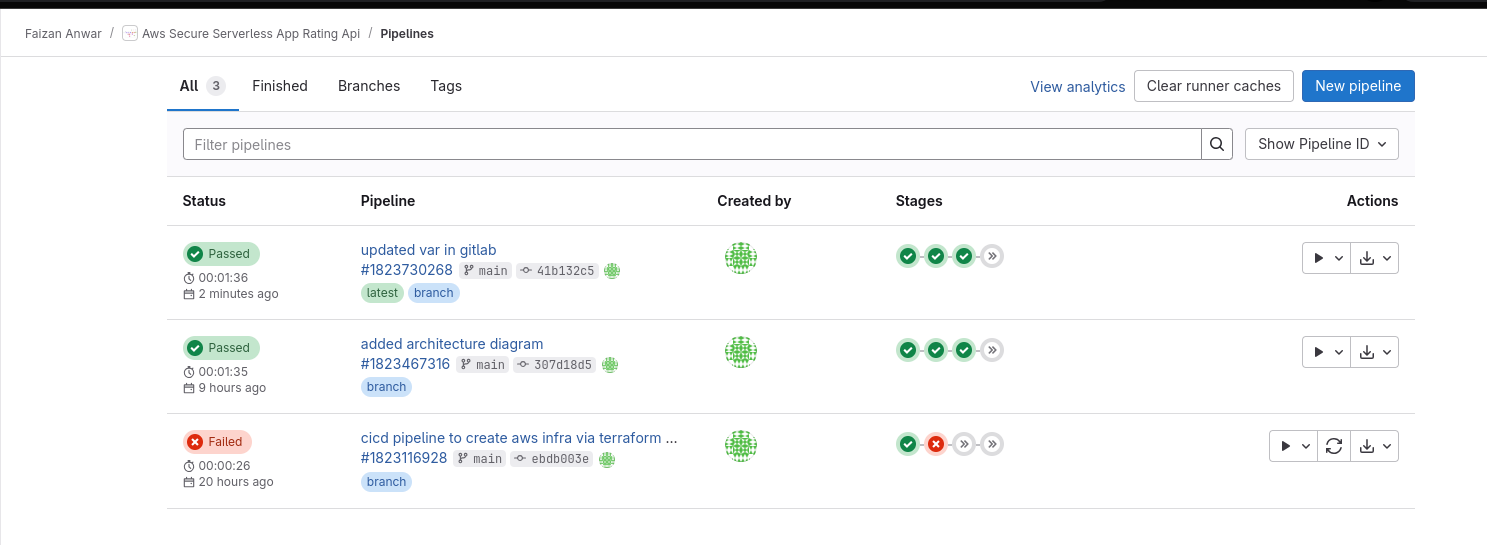 Faizan Anwar / Aws Secure Serverless App Rating Api / Pipelines
All 3 Finished Branches Tags View analytics Clear runner caches New pipeline
Filter pipelines Show Pipeline ID
Status Pipeline Created by Stages Actions
Passed updated var in gitlab
00:01:36 #1823730268 main 41b132c5
2 minutes ago latest branch
Passed added architecture diagram
00:01:35 #1823467316 main 307d18d5
9 hours ago branch
Failed cicd pipeline to create aws infra via terraform ...
00:00:26 #1823116928 main ebdb003e
20 hours ago branch